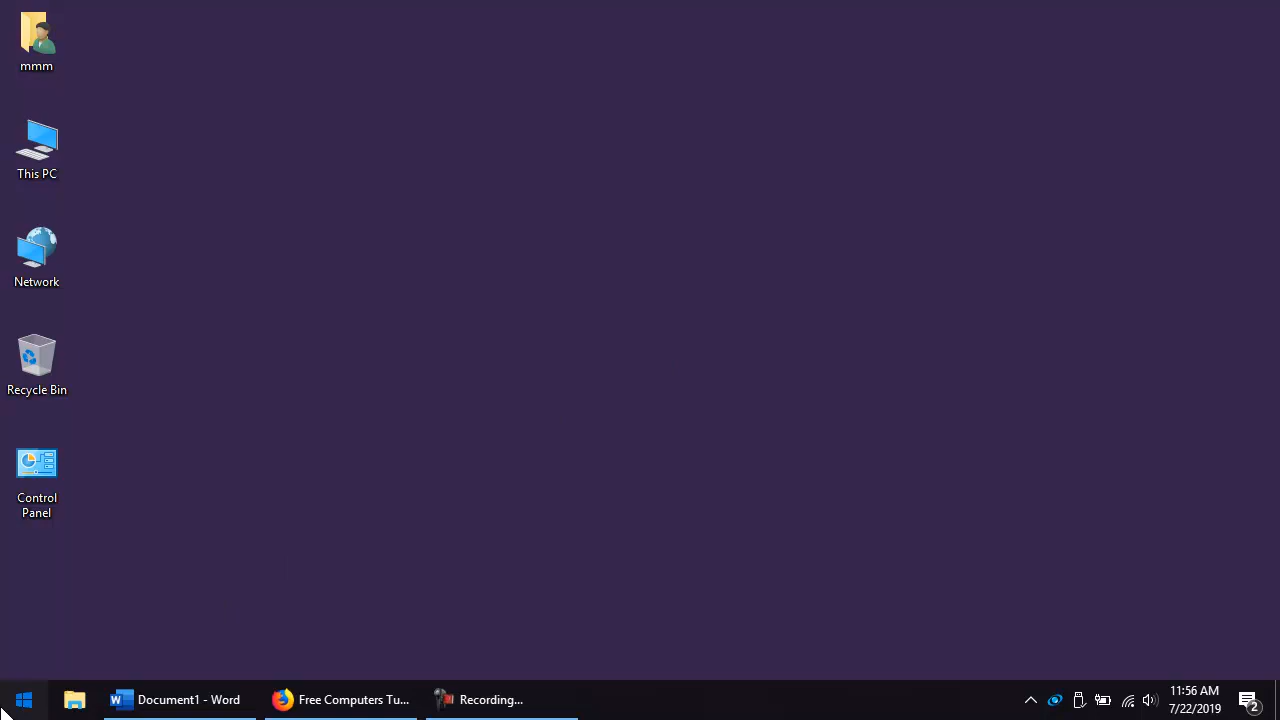 mmm
This PC
Network
Recycle Bin
Control
Panel
Document1 - Word
Free Computers Tu...
Recording...
11:56 AM
7/22/2019
2